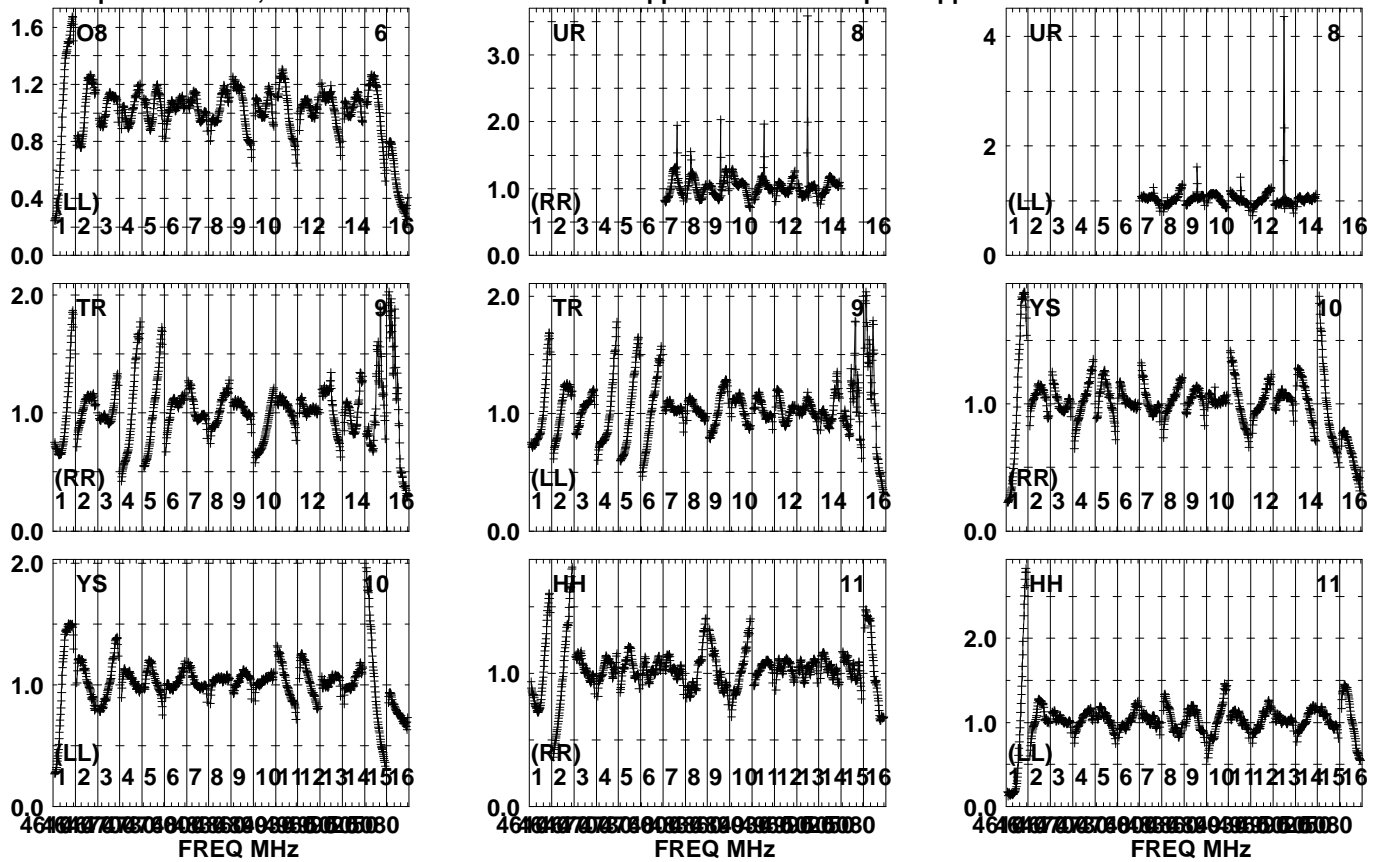 O8 6
1.6
1.2
0.8
0.4
0.0
(LL)
1 2 3 4 5 6 7 8 9 10 12 14 16
UR 8
3.0
2.0
1.0
0.0
(RR)
1 2 3 4 5 6 7 8 9 10 12 14 16
UR 8
4
2
0
(LL)
1 2 3 4 5 6 7 8 9 10 12 14 16
TR 9
2.0
1.0
0.0
(RR)
1 2 3 4 5 6 7 8 9 10 12 14 16
TR 9
2.0
1.0
0.0
(LL)
1 2 3 4 5 6 7 8 9 10 12 14 16
YS 10
1.0
0.0
(RR)
1 2 3 4 5 6 7 8 9 10 12 14 16
YS 10
2.0
1.0
0.0
(LL)
1 2 3 4 5 6 7 8 9 10 11 12 13 14 15 16
FREQ MHz
HH 11
1.0
0.0
(RR)
1 2 3 4 5 6 7 8 9 10 11 12 13 14 15 16
FREQ MHz
HH 11
2.0
1.0
0.0
(LL)
1 2 3 4 5 6 7 8 9 10 11 12 13 14 15 16
FREQ MHz